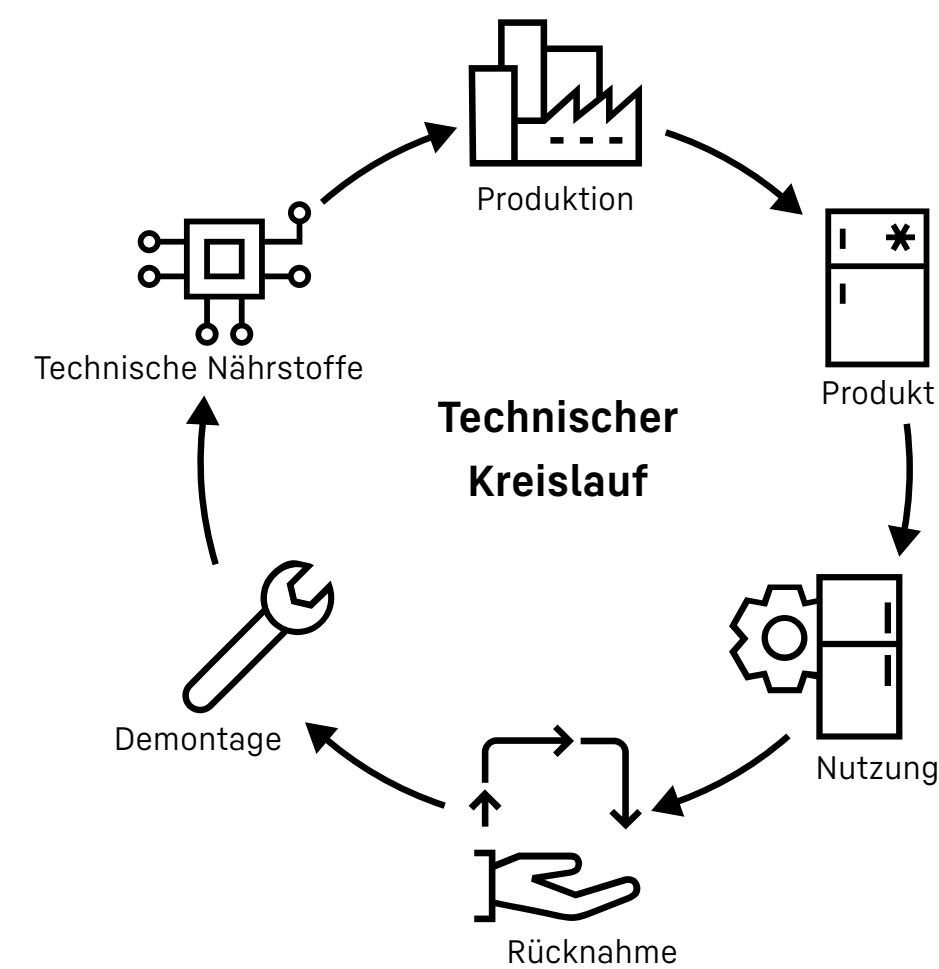 Produktion
Produkt
Technische Nährstoffe
Technischer
Kreislauf
Nutzung
Demontage
Rücknahme